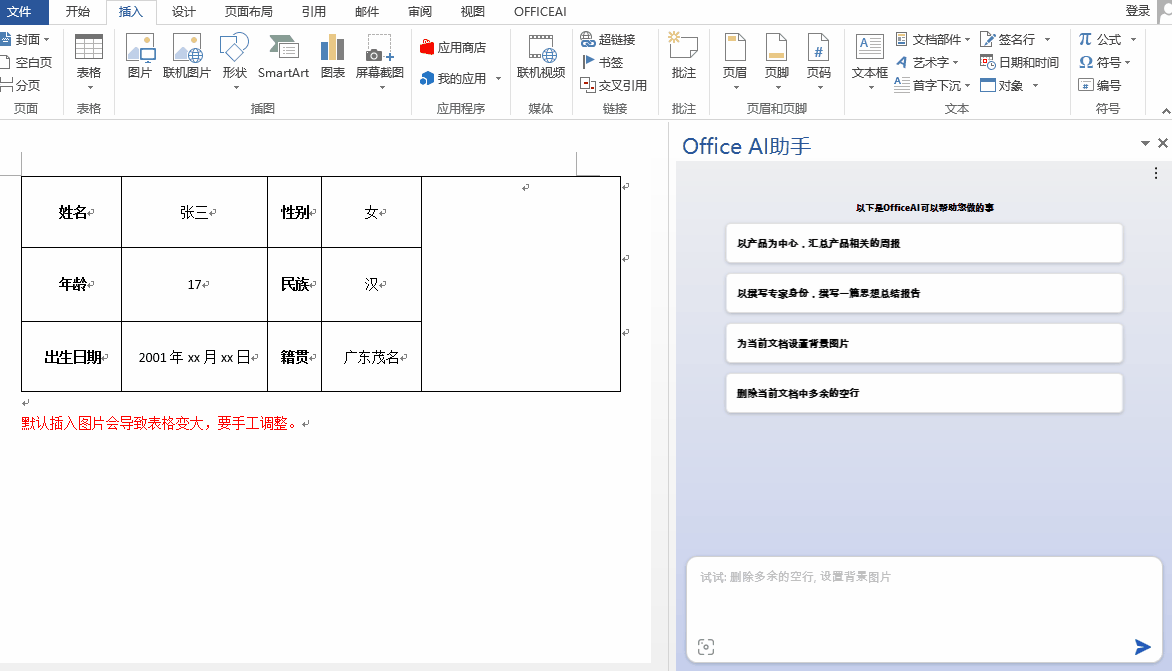 文件 开始 插入 设计 页面布局 引用 邮件 审阅 视图 OFFICEAI 登录
封面 空白页 分页 页面
表格 表格
图片 联机图片 形状 SmartArt 图表 屏幕截图 插图
应用商店 我的应用 应用程序
联机视频 媒体
超链接 书签 交叉引用 链接
批注 批注
页眉 页脚 页码 页眉和页脚
文本框 文档部件 艺术字 首字下沉 签名行 日期和时间 对象 文本
公式 符号 编号 符号
姓名 张三 性别 女
年龄 17 民族 汉
出生日期 2001年xx月xx日 籍贯 广东茂名
默认插入图片会导致表格变大，要手工调整。
Office AI助手
以下是OfficeAI可以帮助您做的事
以产品为中心，汇总产品相关的周报
以撰写专家身份，撰写一篇思想总结报告
为当前文档设置背景图片
删除当前文档中多余的空行
试试: 删除多余的空行, 设置背景图片